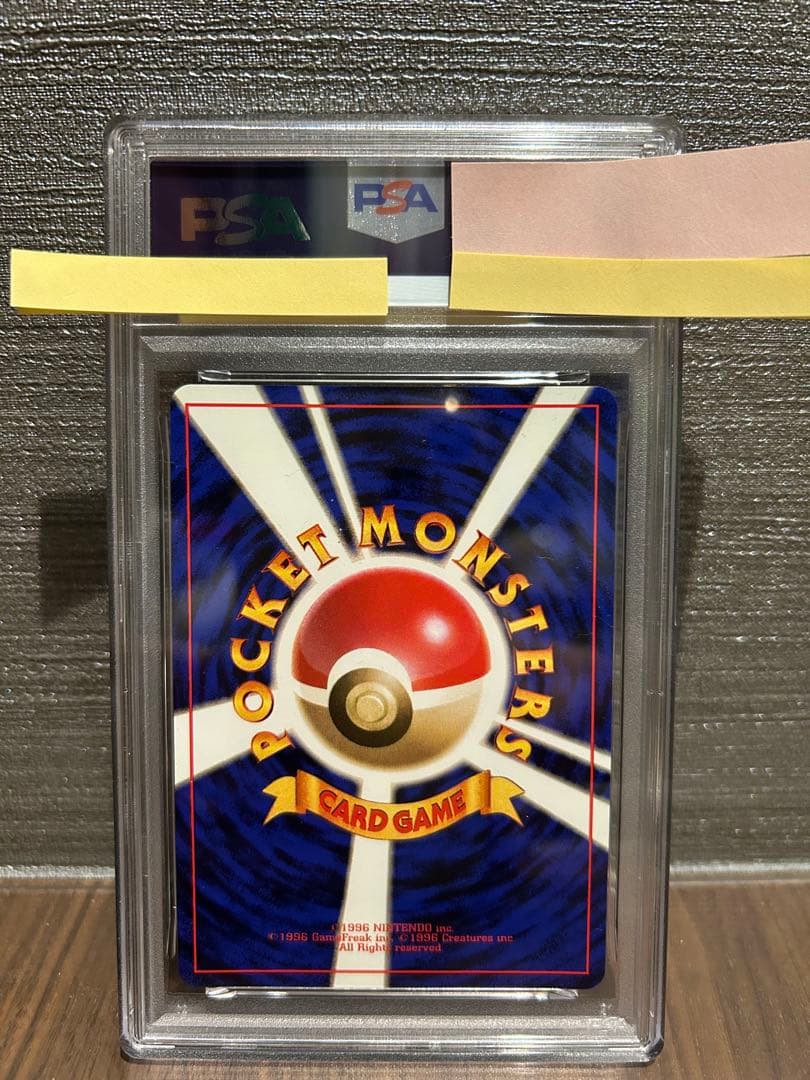 PSA
PSA
POCKET MONSTERS
CARD GAME
©1996 NINTENDO inc.
©1996 GameFreak inc. ©1996 Creatures inc.
All Rights reserved.